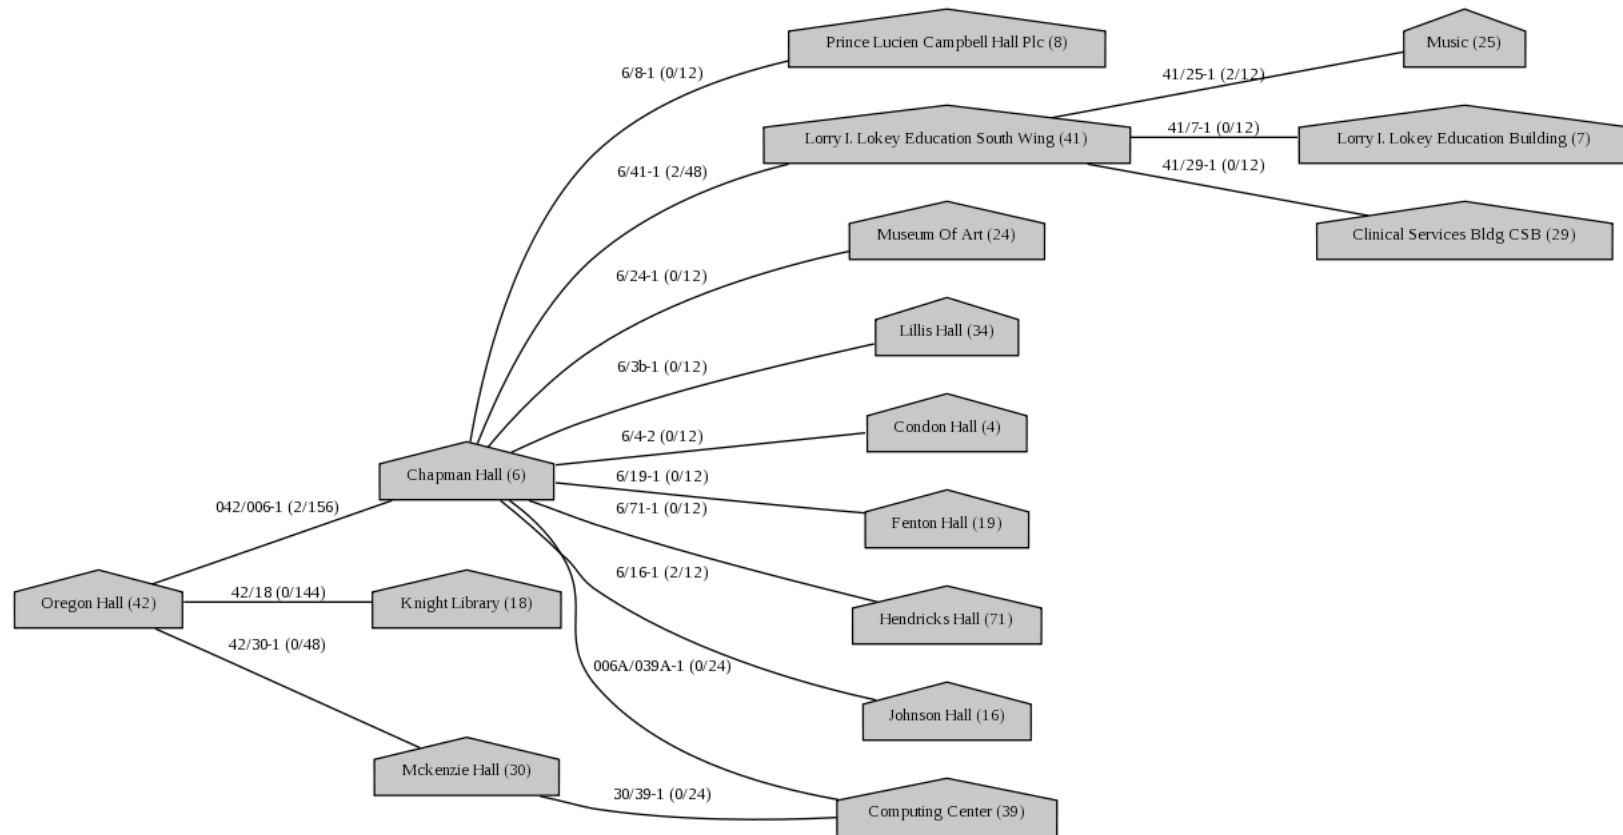 Prince Lucien Campbell Hall Plc (8)
Music (25)
6/8-1 (0/12)
41/25-1 (2/12)
Lorry I. Lokey Education South Wing (41)
41/7-1 (0/12)
Lorry I. Lokey Education Building (7)
6/41-1 (2/48)
41/29-1 (0/12)
Museum Of Art (24)
Clinical Services Bldg CSB (29)
6/24-1 (0/12)
Lillis Hall (34)
6/3b-1 (0/12)
Condon Hall (4)
6/4-2 (0/12)
Chapman Hall (6)
6/19-1 (0/12)
042/006-1 (2/156)
6/71-1 (0/12)
Fenton Hall (19)
6/16-1 (2/12)
Oregon Hall (42)
42/18 (0/144)
Knight Library (18)
Hendricks Hall (71)
42/30-1 (0/48)
006A/039A-1 (0/24)
Johnson Hall (16)
Mckenzie Hall (30)
30/39-1 (0/24)
Computing Center (39)